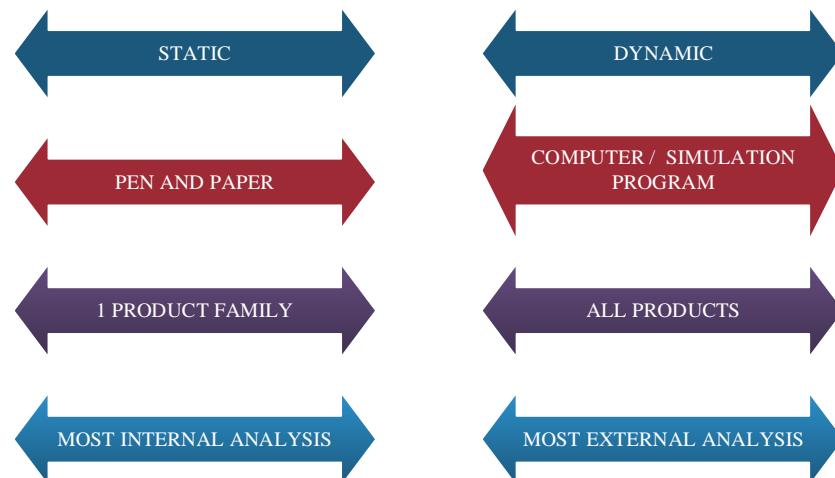 STATIC
DYNAMIC
PEN AND PAPER
COMPUTER / SIMULATION
PROGRAM
1 PRODUCT FAMILY
ALL PRODUCTS
MOST INTERNAL ANALYSIS
MOST EXTERNAL ANALYSIS